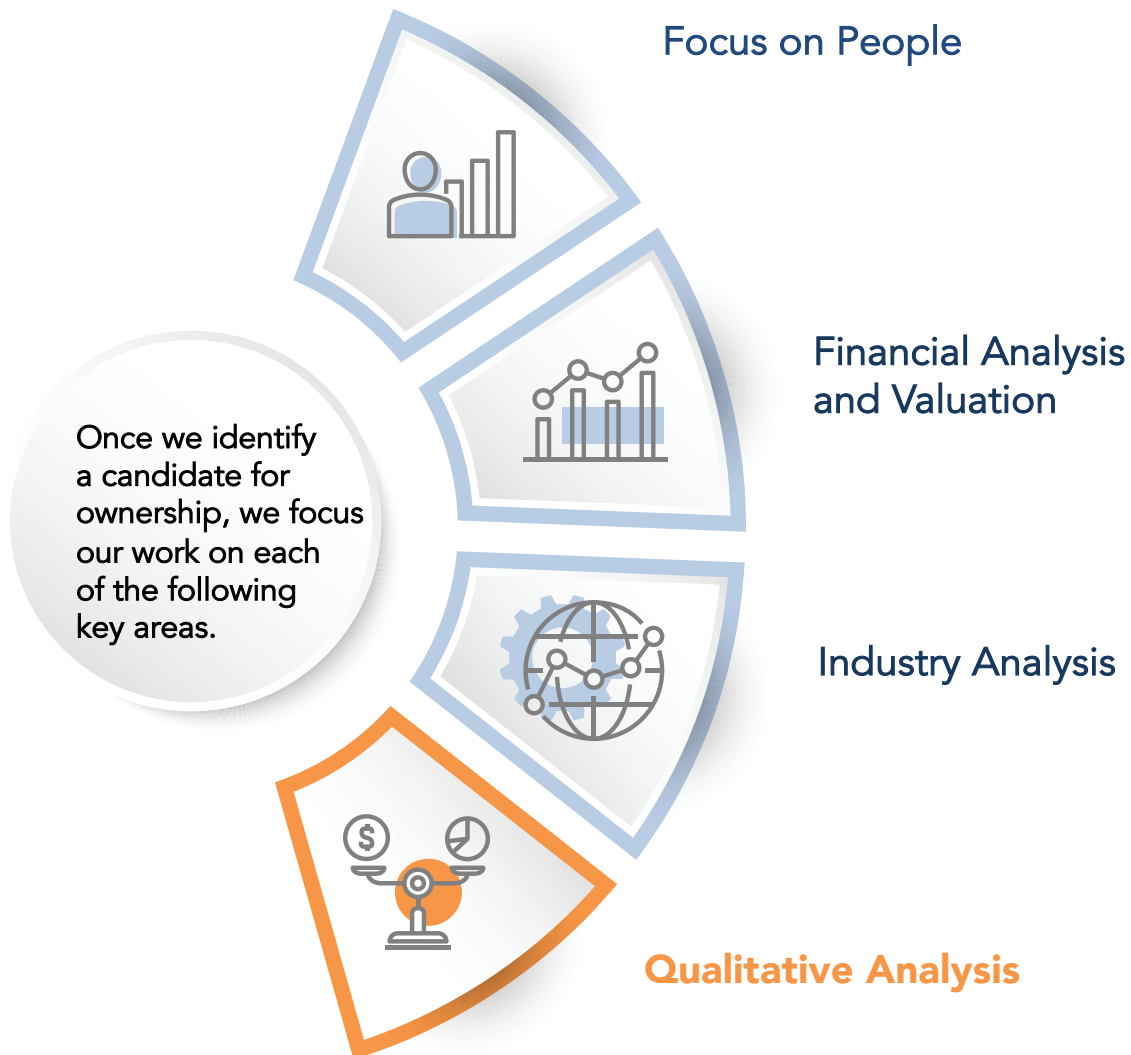 Focus on People
Financial Analysis
and Valuation
Once we identify
a candidate for
ownership, we focus
our work on each
of the following
key areas.
Industry Analysis
$
Qualitative Analysis